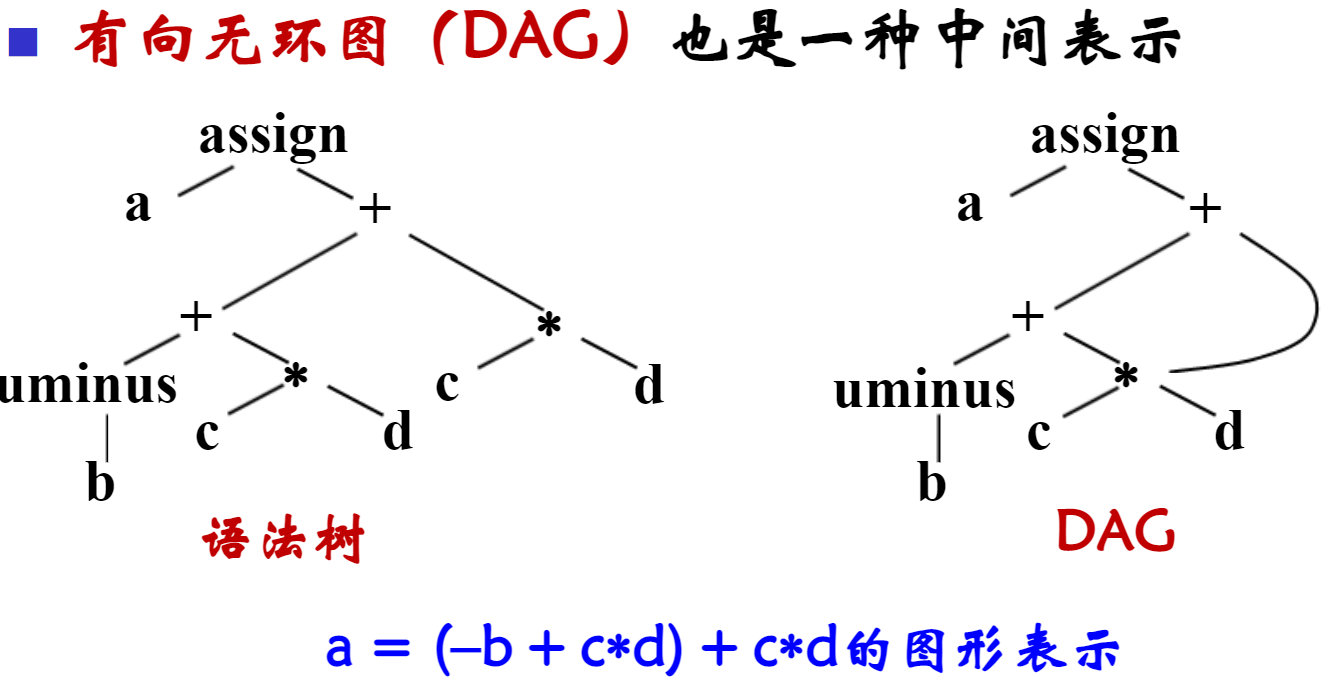 有向无环图（DAG）也是一种中间表示
assign
a
+
+
*
uminus
*
c
d
c
d
b
语法树
assign
a
+
+
uminus
*
c
d
b
DAG
a = (–b + c*d) + c*d的图形表示